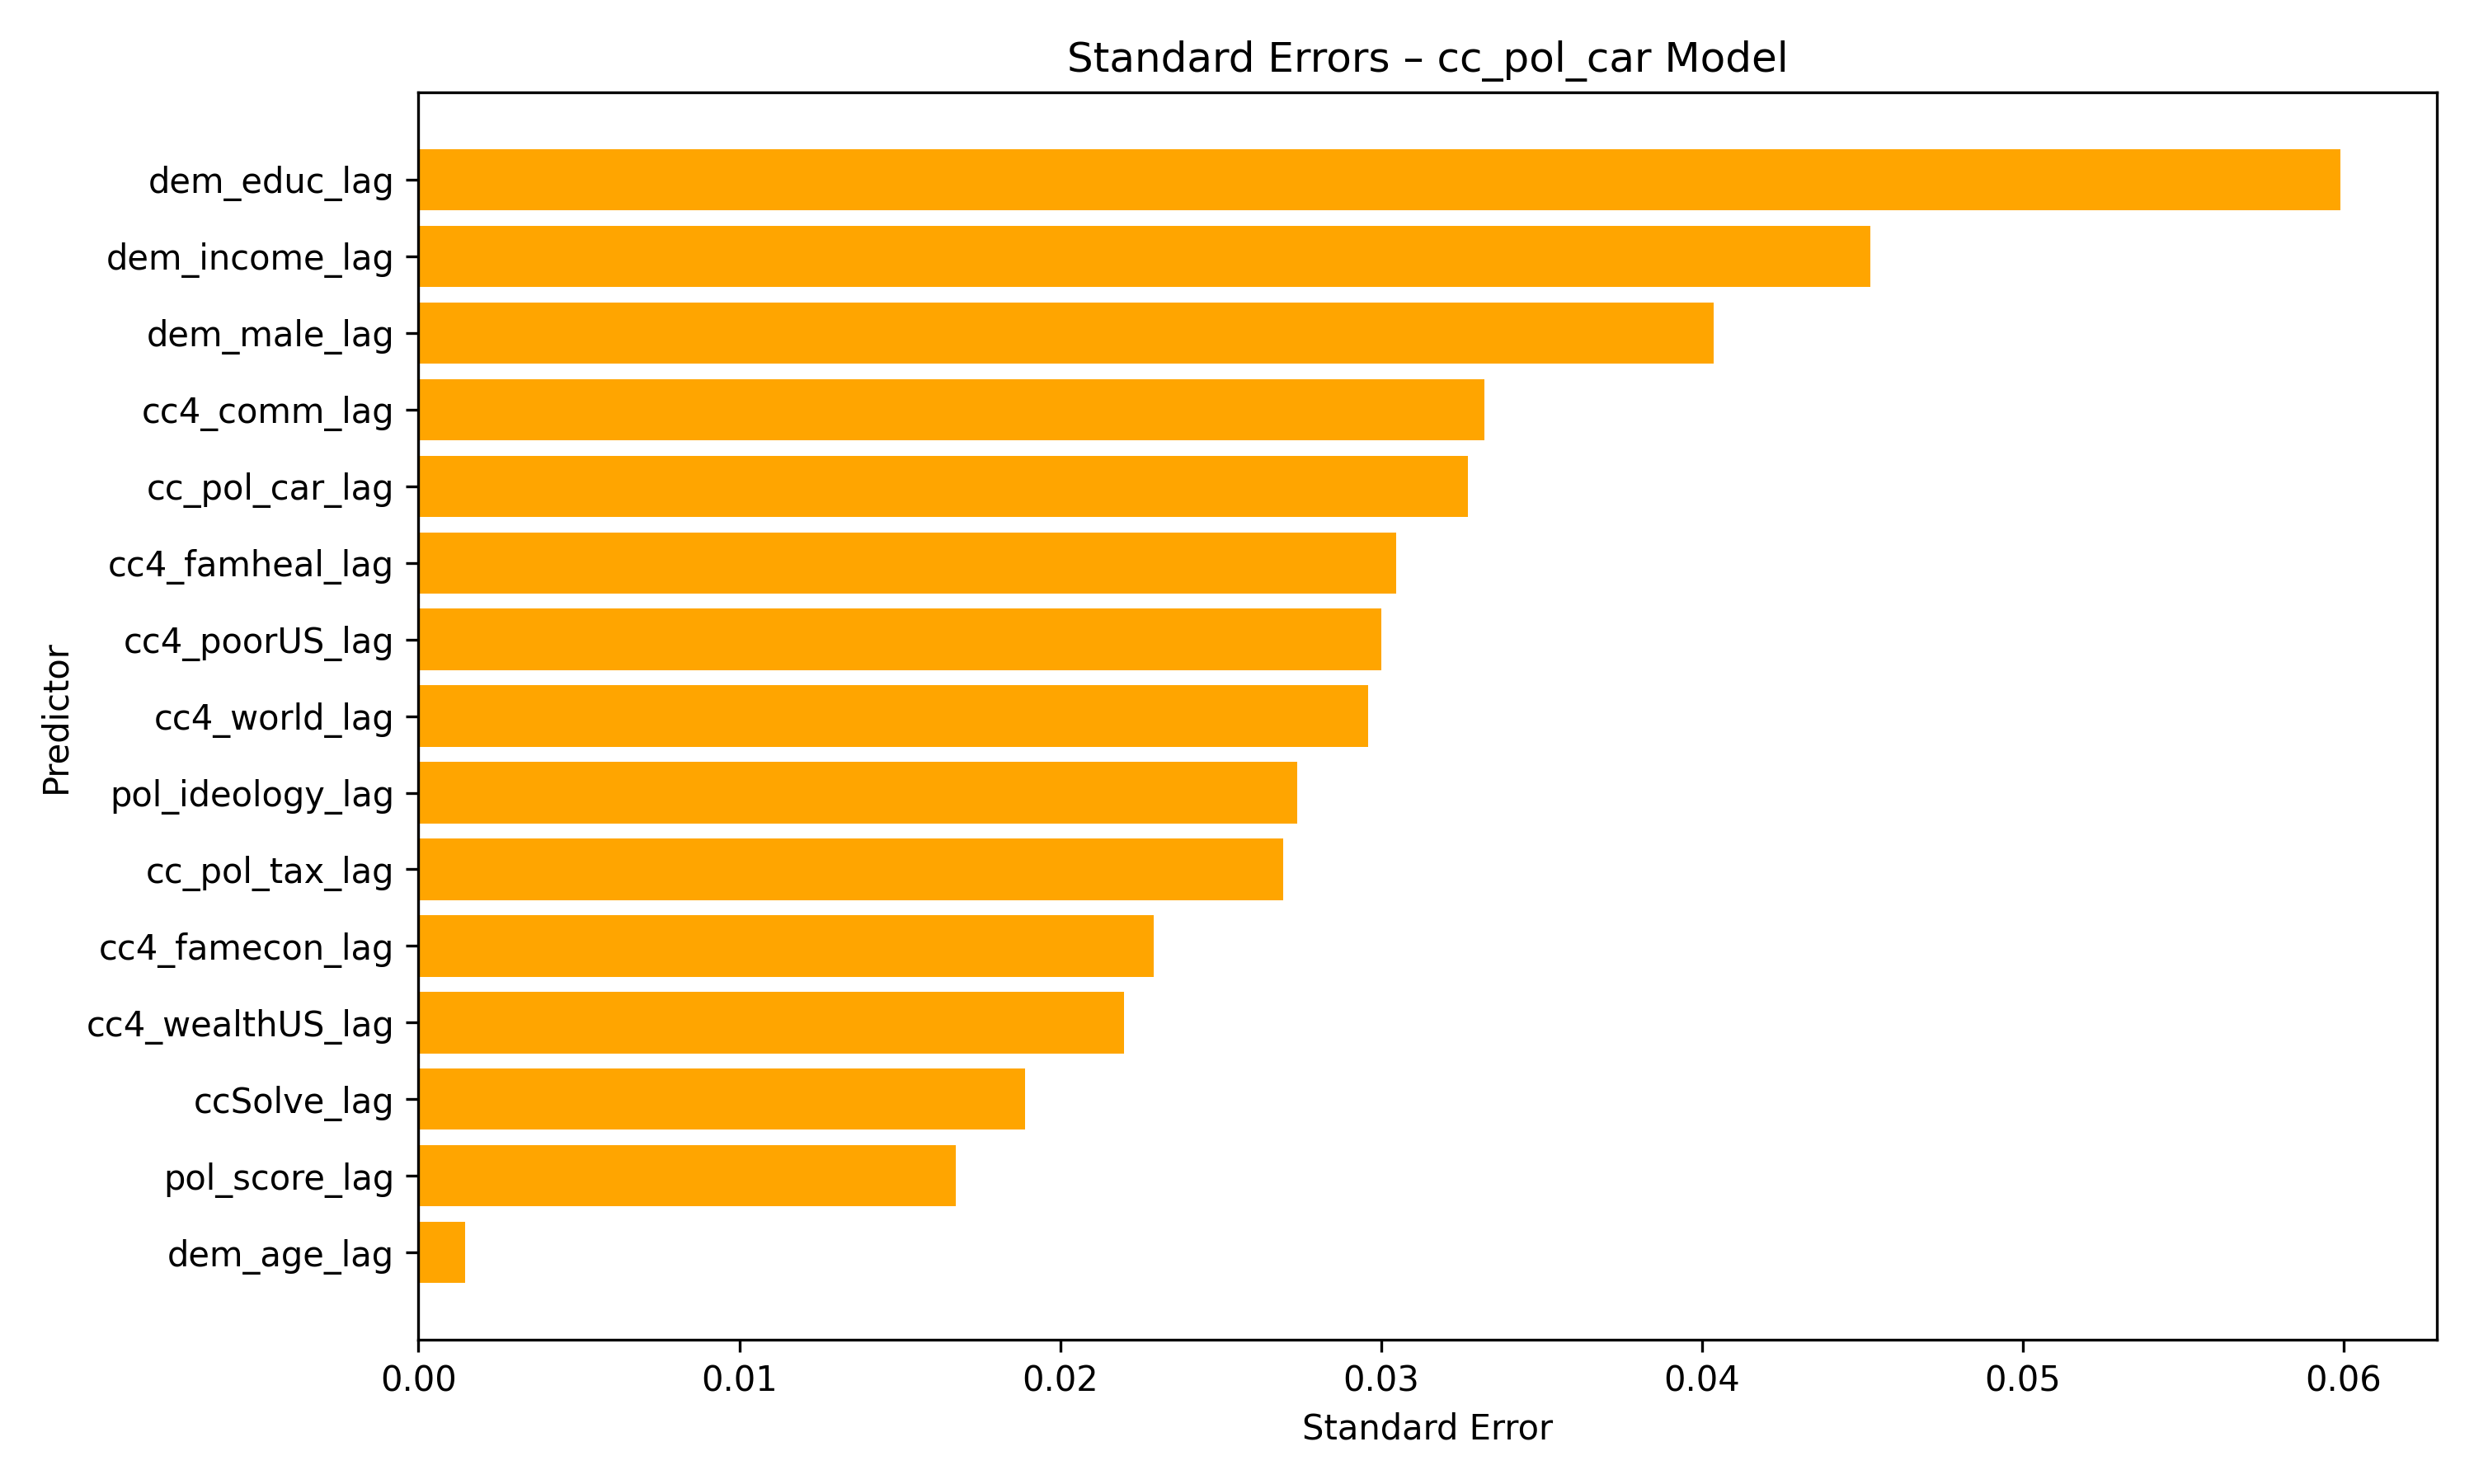 Standard Errors – cc_pol_car Model
Predictor
dem_educ_lag
dem_income_lag
dem_male_lag
cc4_comm_lag
cc_pol_car_lag
cc4_famheal_lag
cc4_poorUS_lag
cc4_world_lag
pol_ideology_lag
cc_pol_tax_lag
cc4_famecon_lag
cc4_wealthUS_lag
ccSolve_lag
pol_score_lag
dem_age_lag
0.00 0.01 0.02 0.03 0.04 0.05 0.06
Standard Error